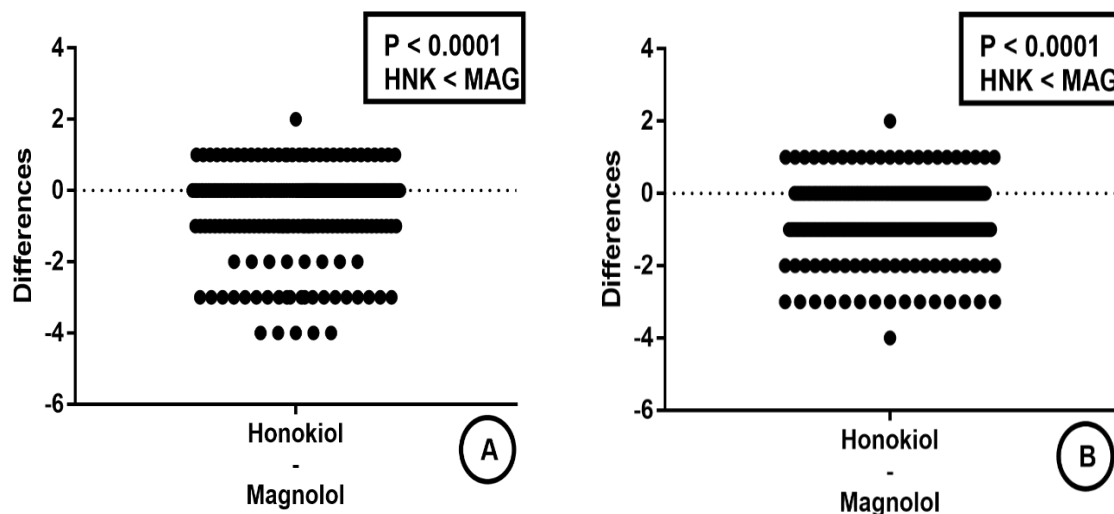 P < 0.0001
HNK < MAG
Differences
4
2
0
-2
-4
-6
Honokiol
-
Magnolol
A
P < 0.0001
HNK < MAG
Differences
4
2
0
-2
-4
-6
Honokiol
-
Magnolol
B